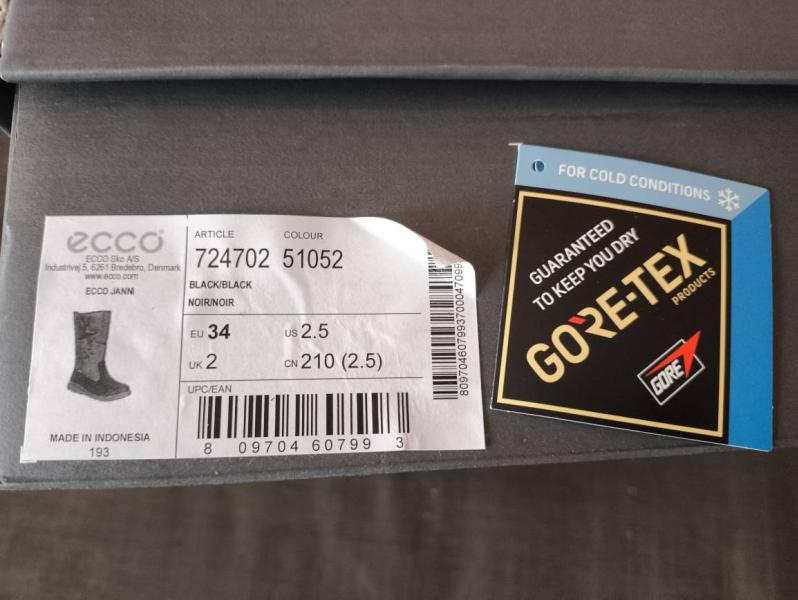 ecco
ECCO Sko A/S
Industrivej 5, 6261 Bredebro, Denmark
www.ecco.com
ECCO JANNI
MADE IN INDONESIA
193
ARTICLE COLOUR
724702 51052
BLACK/BLACK
NOIR/NOIR
EU 34 US 2.5
UK 2 CN 210 (2.5)
UPC/EAN
8 09704 60799 3
80970460799370004709
FOR COLD CONDITIONS
GUARANTEED
TO KEEP YOU DRY
GORE-TEX
PRODUCTS
GORE